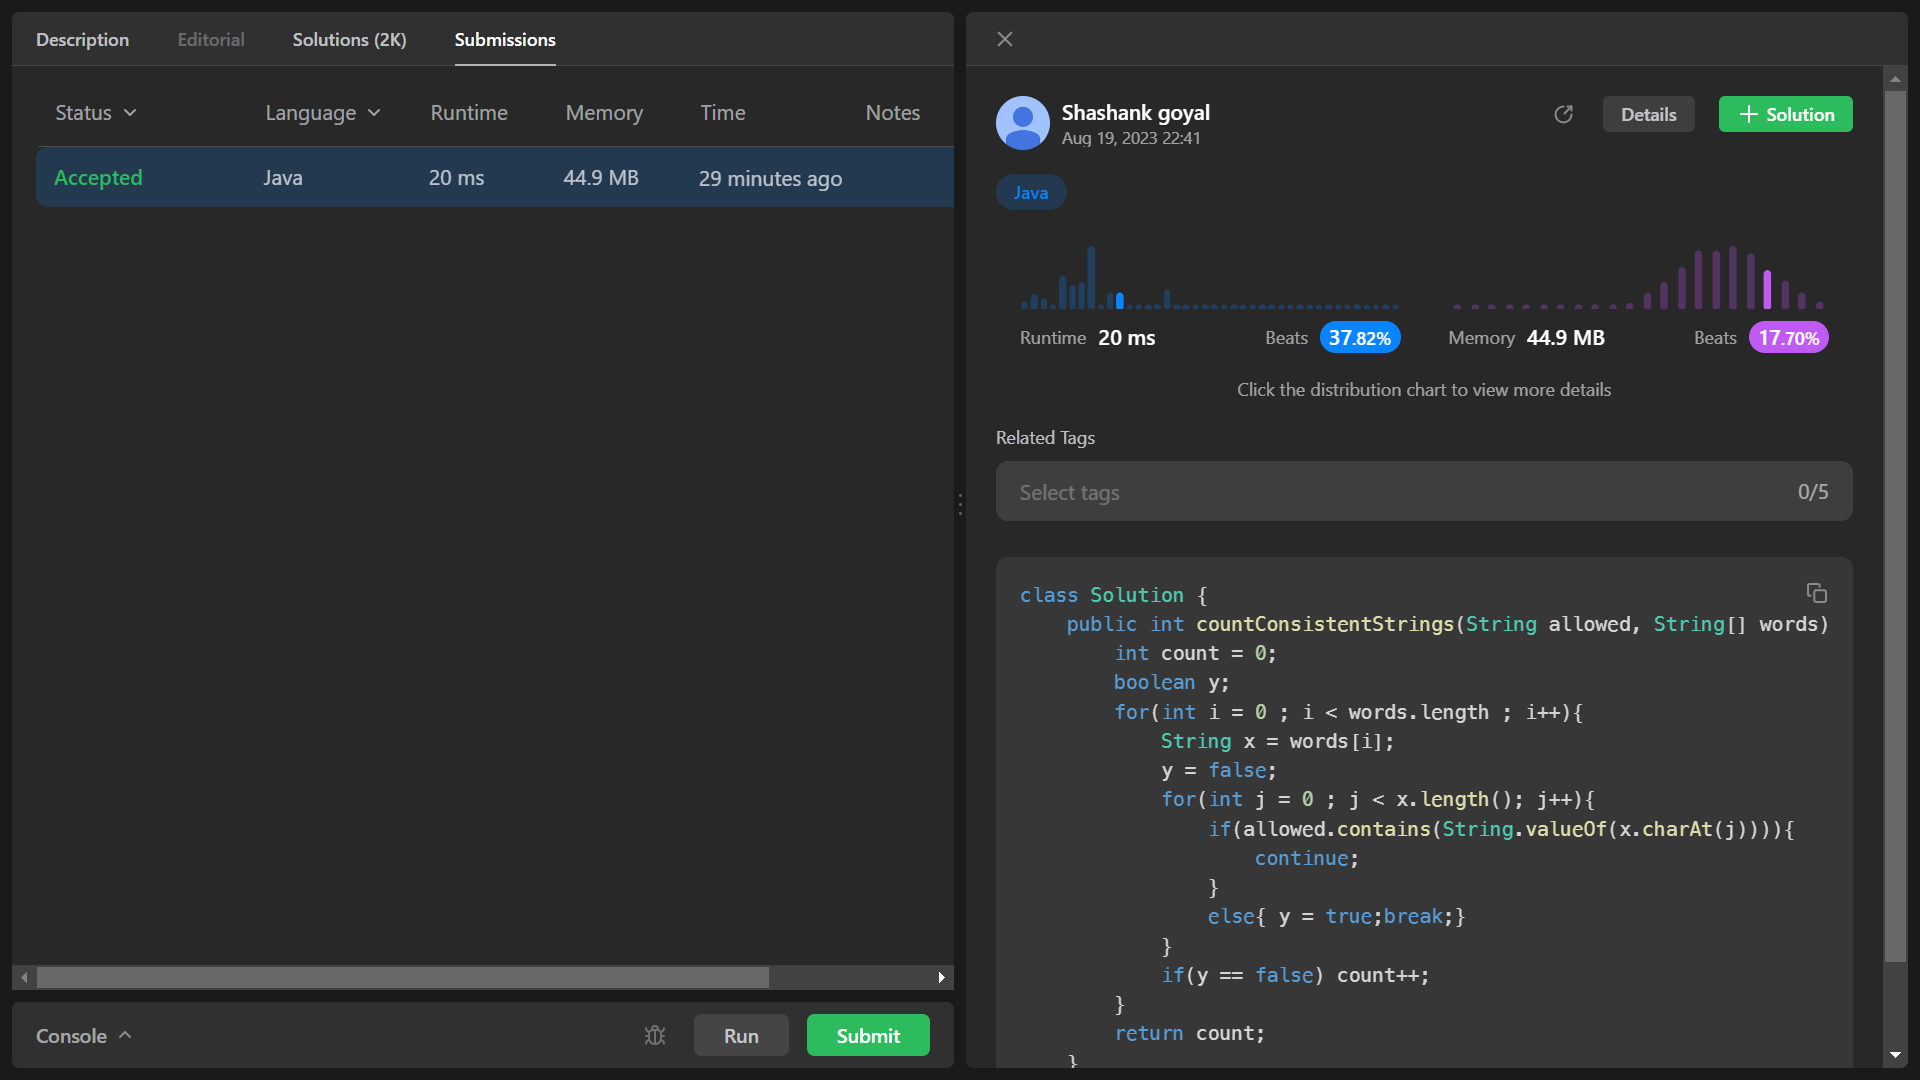 Description Editorial Solutions (2K) Submissions
Status Language Runtime Memory Time Notes
Accepted Java 20 ms 44.9 MB 29 minutes ago
Console Run Submit
Shashank goyal
Aug 19, 2023 22:41
Details + Solution
Java
Runtime 20 ms Beats 37.82% Memory 44.9 MB Beats 17.70%
Click the distribution chart to view more details
Related Tags
Select tags 0/5
class Solution {
    public int countConsistentStrings(String allowed, String[] words)
        int count = 0;
        boolean y;
        for(int i = 0 ; i < words.length ; i++){
            String x = words[i];
            y = false;
            for(int j = 0 ; j < x.length(); j++){
                if(allowed.contains(String.valueOf(x.charAt(j)))){
                    continue;
                }
                else{ y = true;break;}
            }
            if(y == false) count++;
        }
        return count;
    }